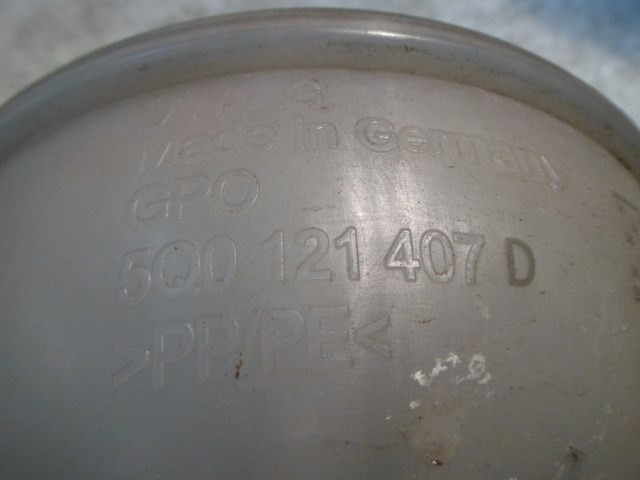 Made in Germany
GPO
5Q0 121 407 D
>PP/PE<